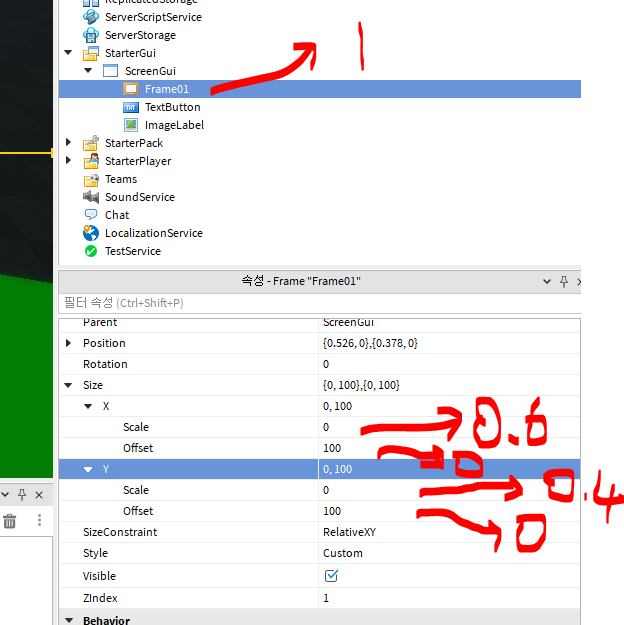 ReplicatedStorage
ServerScriptService
ServerStorage
StarterGui
ScreenGui
Frame01
1
TXT TextButton
ImageLabel
StarterPack
StarterPlayer
Teams
SoundService
Chat
LocalizationService
TestService
속성 - Frame "Frame01"
필터 속성 (Ctrl+Shift+P)
Parent ScreenGui
Position {0.526, 0},{0.378, 0}
Rotation 0
Size {0, 100},{0, 100}
X 0, 100
Scale 0 0.6
Offset 100 0
Y 0, 100
Scale 0 0.4
Offset 100 0
SizeConstraint RelativeXY
Style Custom
Visible
ZIndex 1
Behavior